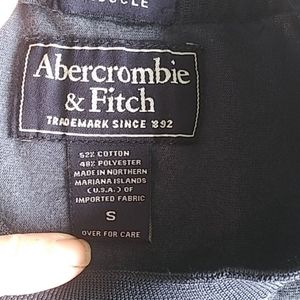 Abercrombie
& Fitch
TRADEMARK SINCE 1892
52% COTTON
48% POLYESTER
MADE IN NORTHERN
MARIANA ISLANDS
(U.S.A.) OF
IMPORTED FABRIC
S
OVER FOR CARE